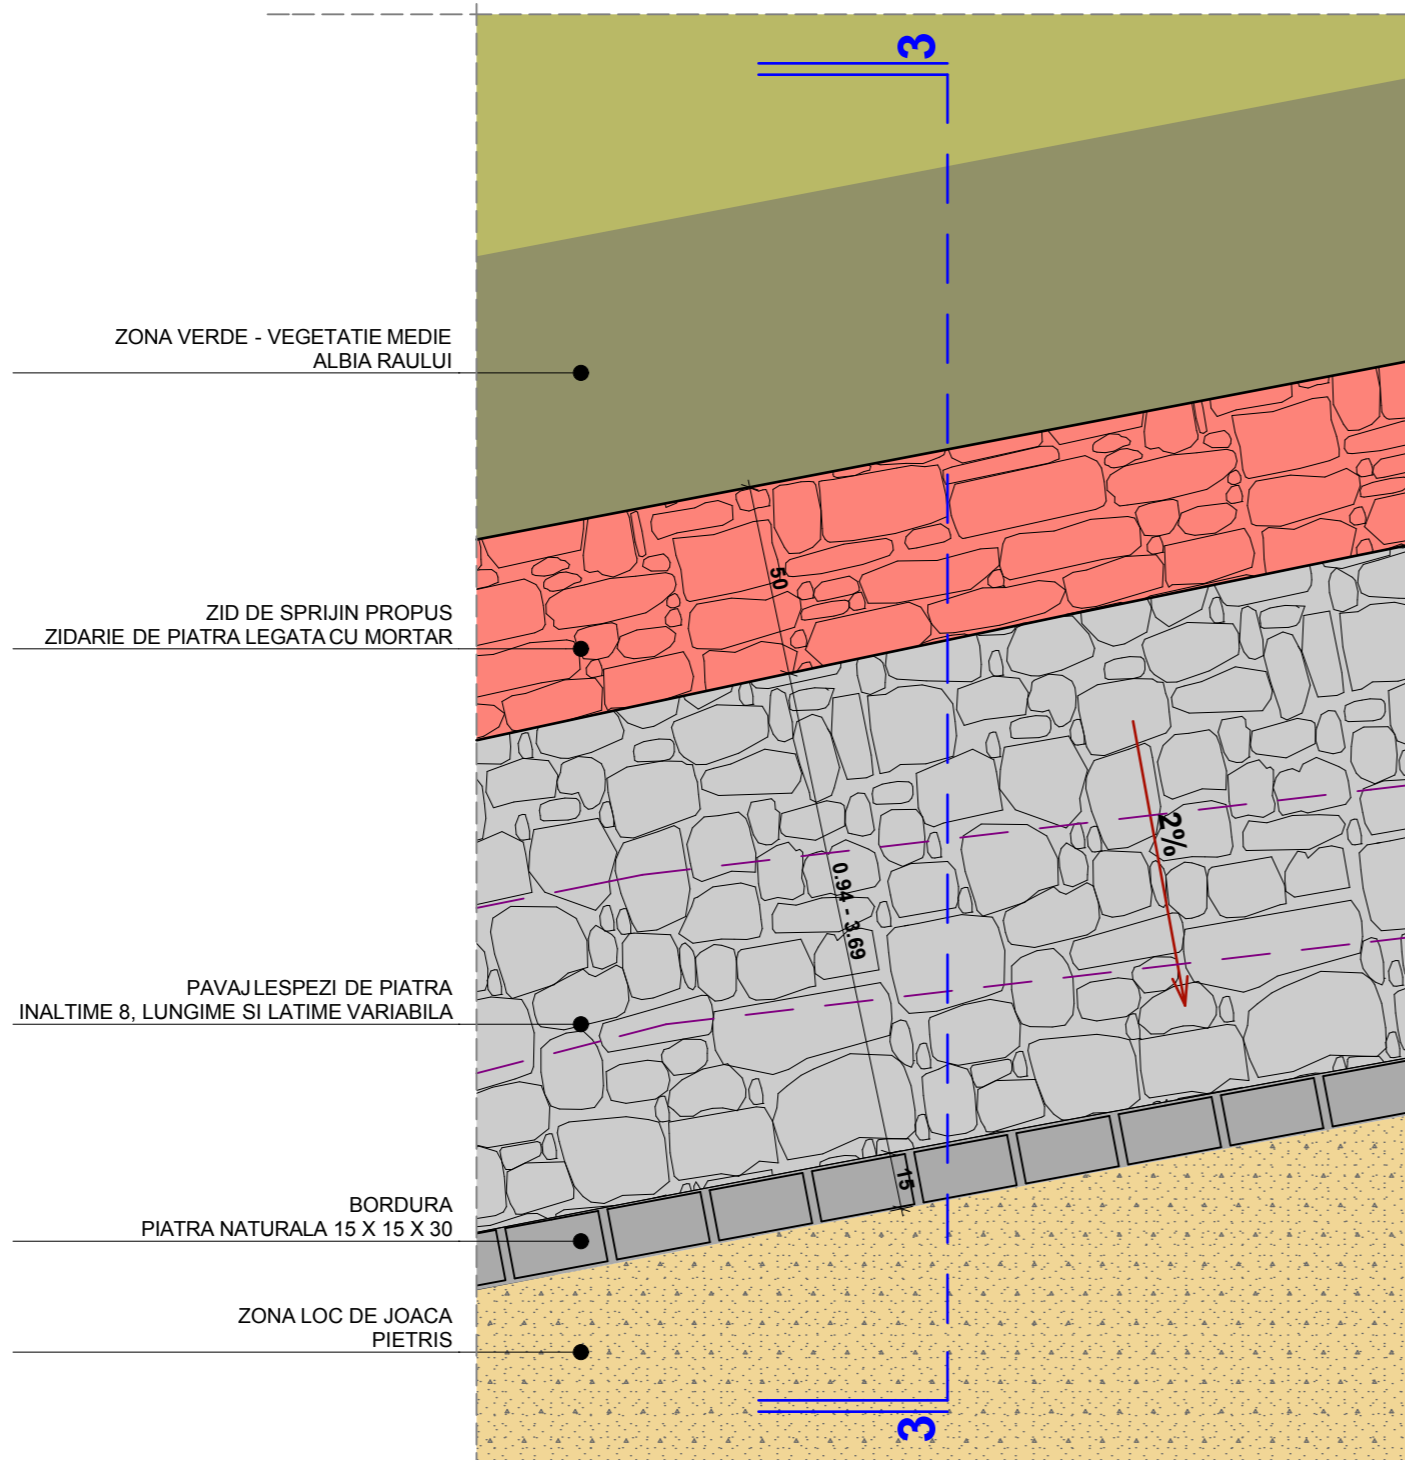 3
ZONA VERDE - VEGETATIE MEDIE
ALBIA RAULUI
50
ZID DE SPRIJIN PROPUS
ZIDARIE DE PIATRA LEGATA CU MORTAR
2%
0.94 - 3.69
PAVAJ LESPEZI DE PIATRA
INALTIME 8, LUNGIME SI LATIME VARIABILA
15
BORDURA
PIATRA NATURALA 15 X 15 X 30
ZONA LOC DE JOACA
PIETRIS
3